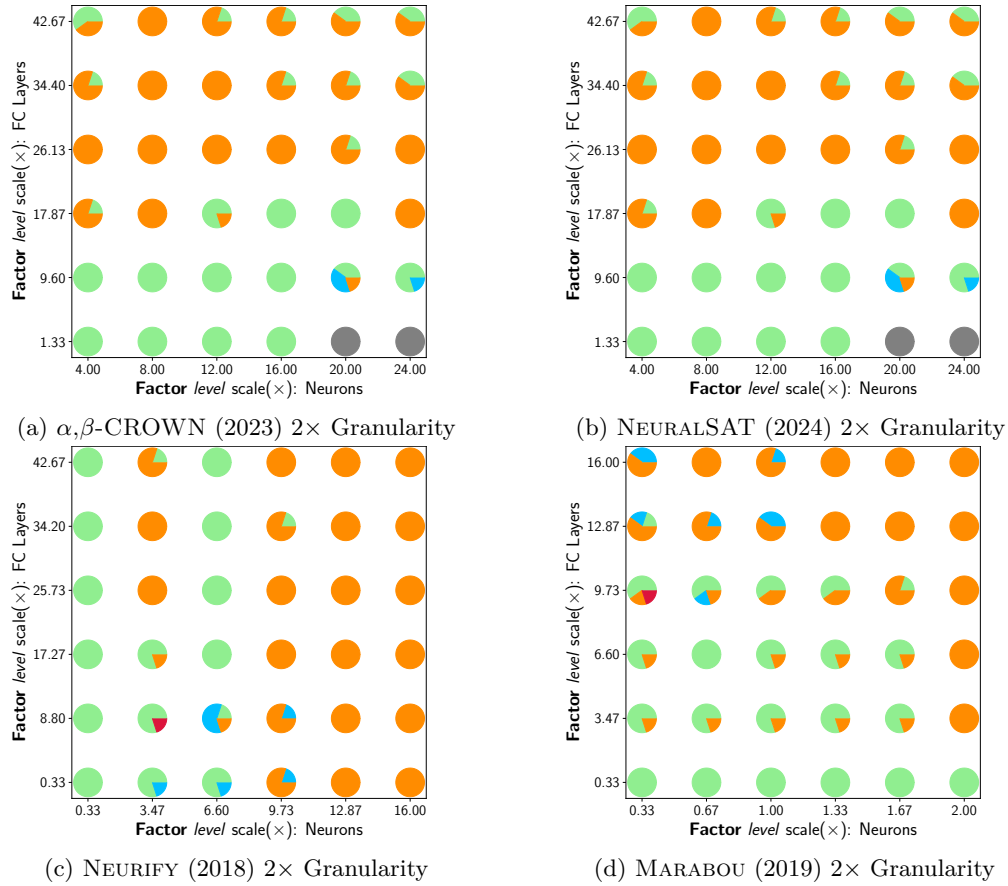 42.67
34.40
26.13
17.87
9.60
1.33
Factor level scale(×): FC Layers
4.00 8.00 12.00 16.00 20.00 24.00
Factor level scale(×): Neurons
(a) α,β-CROWN (2023) 2× Granularity
42.67
34.40
26.13
17.87
9.60
1.33
Factor level scale(×): FC Layers
4.00 8.00 12.00 16.00 20.00 24.00
Factor level scale(×): Neurons
(b) NEURALSAT (2024) 2× Granularity
42.67
34.20
25.73
17.27
8.80
0.33
Factor level scale(×): FC Layers
0.33 3.47 6.60 9.73 12.87 16.00
Factor level scale(×): Neurons
(c) NEURIFY (2018) 2× Granularity
16.00
12.87
9.73
6.60
3.47
0.33
Factor level scale(×): FC Layers
0.33 0.67 1.00 1.33 1.67 2.00
Factor level scale(×): Neurons
(d) MARABOU (2019) 2× Granularity